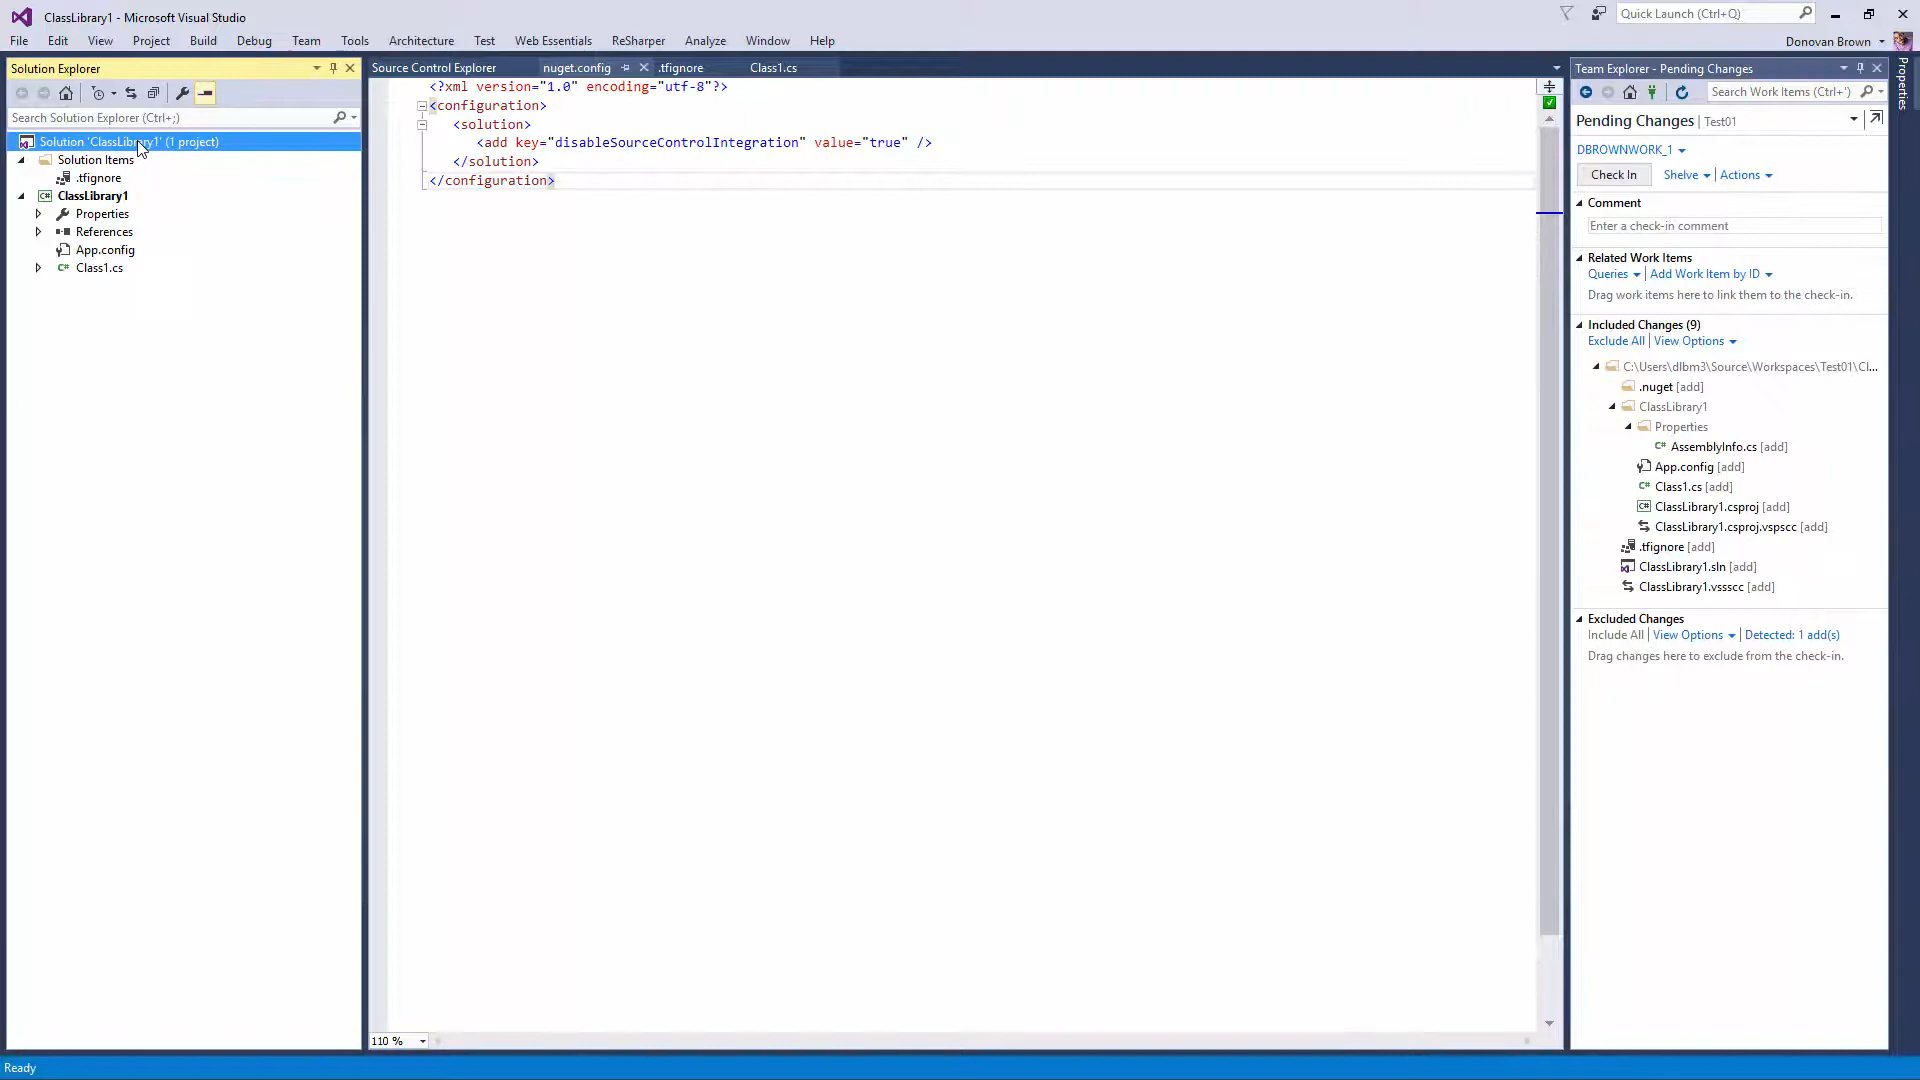 ClassLibrary1 - Microsoft Visual Studio
Quick Launch (Ctrl+Q)
File Edit View Project Build Debug Team Tools Architecture Test Web Essentials ReSharper Analyze Window Help
Donovan Brown
Solution Explorer
Search Solution Explorer (Ctrl+;)
Solution 'ClassLibrary1' (1 project)
Solution Items
.tfignore
ClassLibrary1
Properties
References
App.config
Class1.cs
Source Control Explorer nuget.config .tfignore Class1.cs
<?xml version="1.0" encoding="utf-8"?>
<configuration>
<solution>
<add key="disableSourceControlIntegration" value="true" />
</solution>
</configuration>
110 %
Team Explorer - Pending Changes
Search Work Items (Ctrl+')
Pending Changes | Test01
DBROWNWORK_1
Check In Shelve | Actions
Comment
Enter a check-in comment
Related Work Items
Queries | Add Work Item by ID
Drag work items here to link them to the check-in.
Included Changes (9)
Exclude All | View Options
C:\Users\dlbm3\Source\Workspaces\Test01\Cl...
.nuget [add]
ClassLibrary1
Properties
AssemblyInfo.cs [add]
App.config [add]
Class1.cs [add]
ClassLibrary1.csproj [add]
ClassLibrary1.csproj.vspscc [add]
.tfignore [add]
ClassLibrary1.sln [add]
ClassLibrary1.vssscc [add]
Excluded Changes
Include All | View Options | Detected: 1 add(s)
Drag changes here to exclude from the check-in.
Properties
Ready